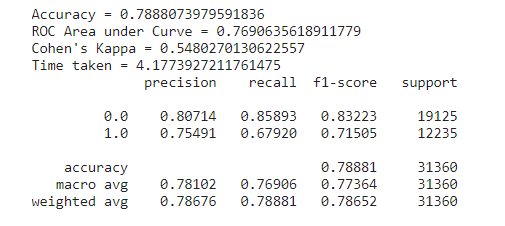 Accuracy = 0.7888073979591836
ROC Area under Curve = 0.7690635618911779
Cohen's Kappa = 0.5480270130622557
Time taken = 4.1773927211761475
precision recall f1-score support
0.0 0.80714 0.85893 0.83223 19125
1.0 0.75491 0.67920 0.71505 12235
accuracy 0.78881 31360
macro avg 0.78102 0.76906 0.77364 31360
weighted avg 0.78676 0.78881 0.78652 31360